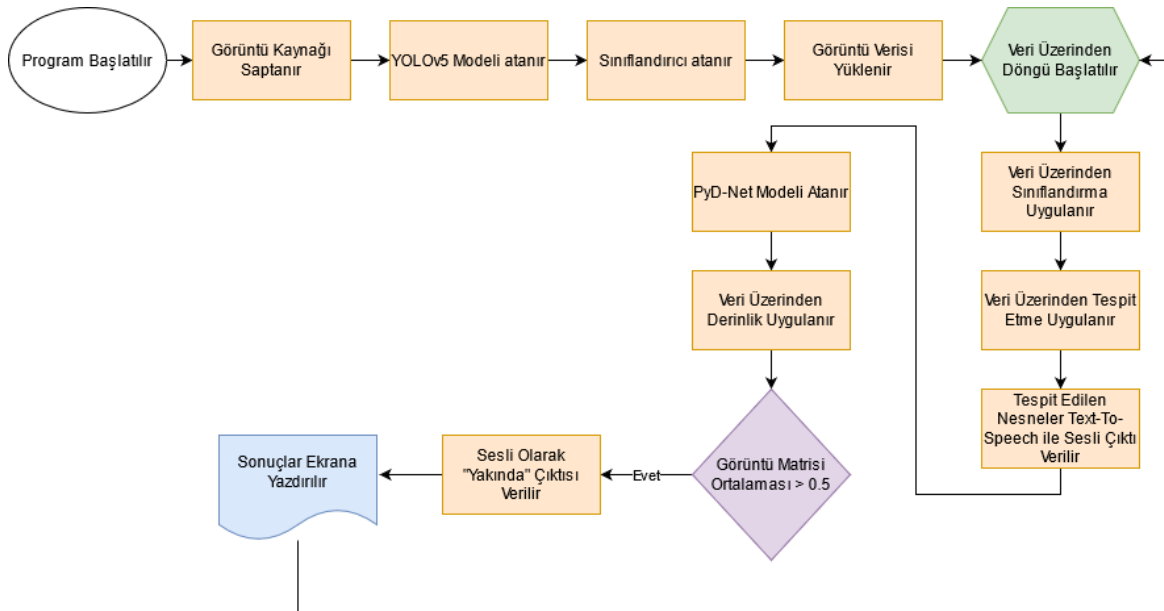 Program Başlatılır
Görüntü Kaynağı
Saptanır
YOLOv5 Modeli atanır
Sınıflandırıcı atanır
Görüntü Verisi
Yüklenir
Veri Üzerinden
Döngü Başlatılır
Veri Üzerinden
Sınıflandırma
Uygulanır
Veri Üzerinden Tespit
Etme Uygulanır
Tespit Edilen
Nesneler Text-To-
Speech ile Sesli Çıktı
Verilir
PyD-Net Modeli Atanır
Veri Üzerinden
Derinlik Uygulanır
Görüntü Matrisi
Ortalaması > 0.5
Evet
Sesli Olarak
"Yakında" Çıktısı
Verilir
Sonuçlar Ekrana
Yazdırılır